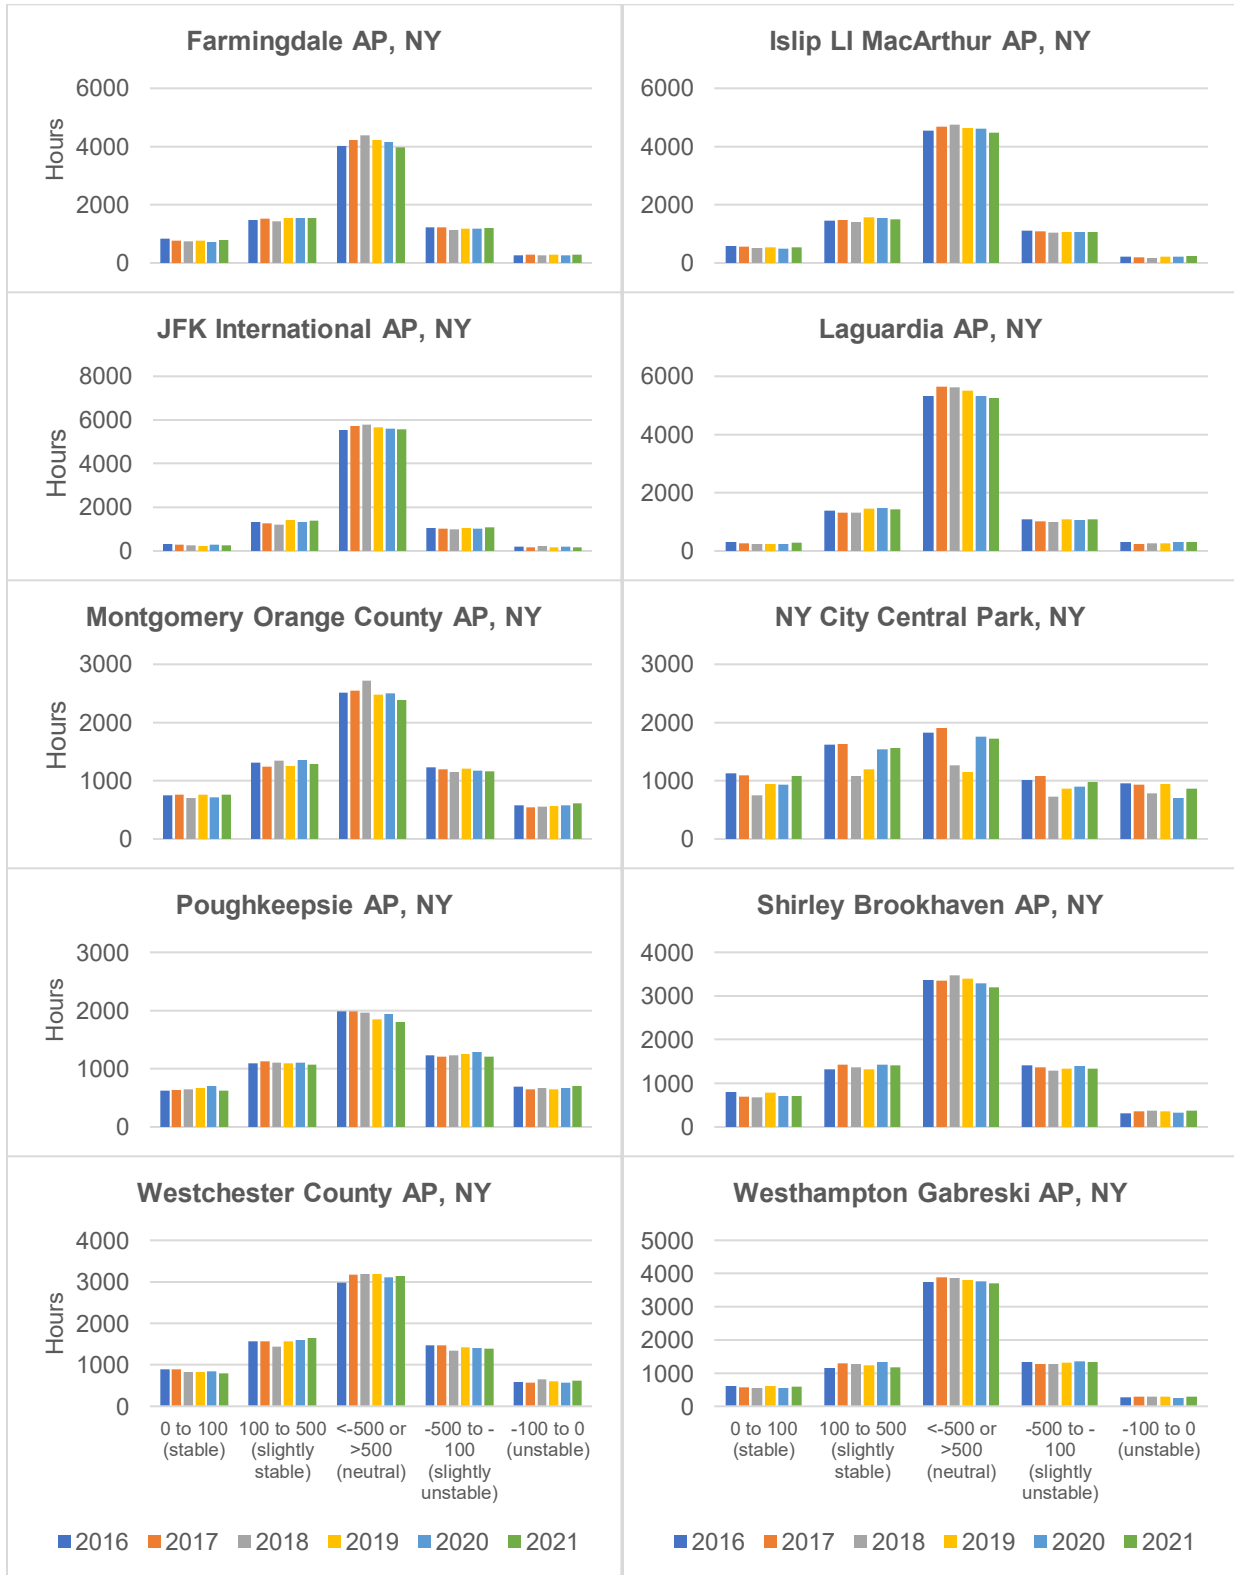 Farmingdale AP, NY
Hours
6000
4000
2000
0
Islip LI MacArthur AP, NY
6000
4000
2000
0
JFK International AP, NY
Hours
8000
6000
4000
2000
0
Laguardia AP, NY
6000
4000
2000
0
Montgomery Orange County AP, NY
Hours
3000
2000
1000
0
NY City Central Park, NY
3000
2000
1000
0
Poughkeepsie AP, NY
Hours
3000
2000
1000
0
Shirley Brookhaven AP, NY
4000
3000
2000
1000
0
Westchester County AP, NY
Hours
4000
3000
2000
1000
0
0 to 100
(stable)
100 to 500
(slightly
stable)
<-500 or
>500
(neutral)
-500 to -
100
(slightly
unstable)
-100 to 0
(unstable)
2016 2017 2018 2019 2020 2021
Westhampton Gabreski AP, NY
5000
4000
3000
2000
1000
0
0 to 100
(stable)
100 to 500
(slightly
stable)
<-500 or
>500
(neutral)
-500 to -
100
(slightly
unstable)
-100 to 0
(unstable)
2016 2017 2018 2019 2020 2021